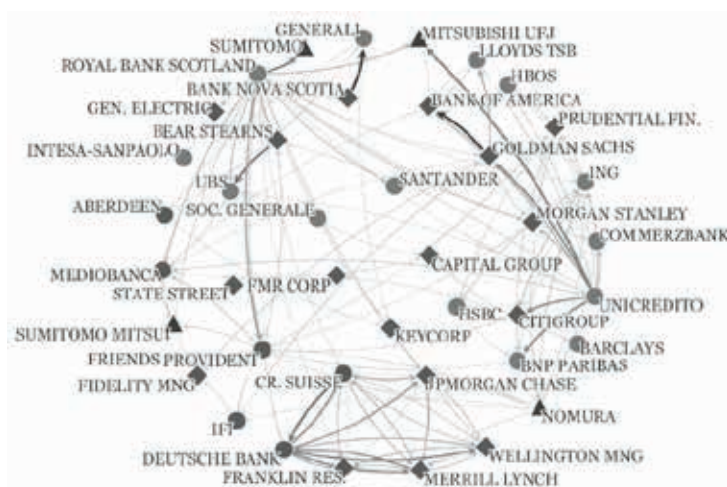 GENERALI
SUMITOMO
MITSUBISHI UFJ
LLOYDS TSB
ROYAL BANK SCOTLAND
HBOS
BANK NOVA SCOTIA
BANK OF AMERICA
GEN. ELECTRIC
PRUDENTIAL FIN.
BEAR STEARNS
GOLDMAN SACHS
INTESA-SANPAOLO
ING
UBS
SANTANDER
ABERDEEN
SOC. GENERALE
MORGAN STANLEY
COMMERZBANK
CAPITAL GROUP
MEDIOBANCA
STATE STREET
FMR CORP
UNICREDITO
HSBC
CITIGROUP
SUMITOMO MITSUI
KEYCORP
BARCLAYS
FRIENDS PROVIDENT
BNP PARIBAS
FIDELITY MNG
CR. SUISSE
JPMORGAN CHASE
NOMURA
IFI
DEUTSCHE BANK
WELLINGTON MNG
FRANKLIN RES.
MERRILL LYNCH